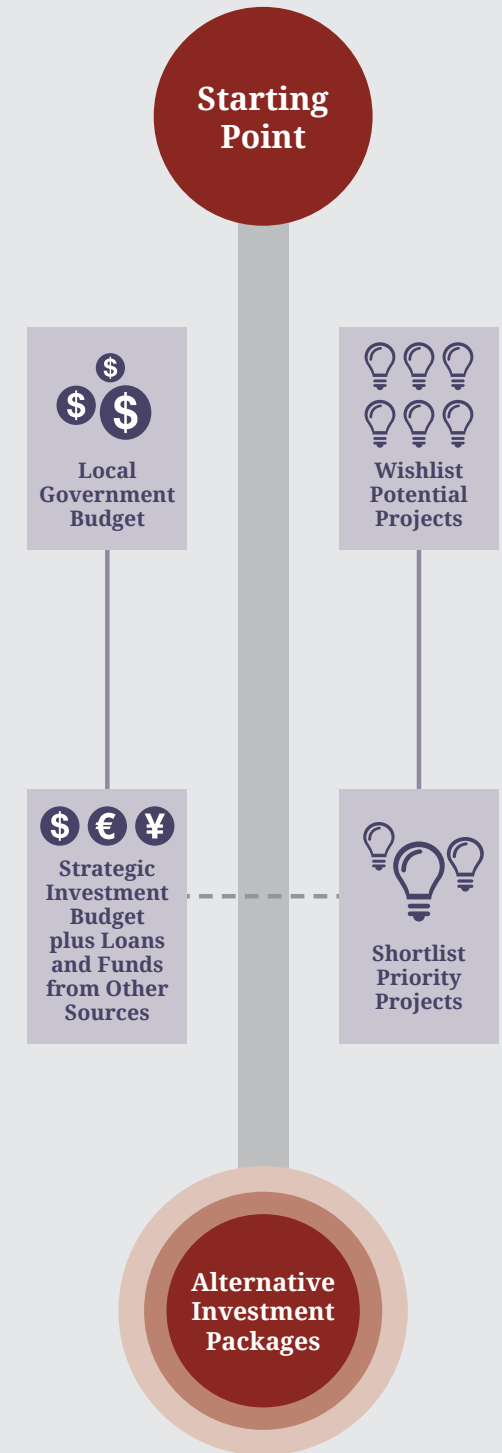 Starting
Point
$
$
$
Local
Government
Budget
Wishlist
Potential
Projects
$ € ¥
Strategic
Investment
Budget
plus Loans
and Funds
from Other
Sources
Shortlist
Priority
Projects
Alternative
Investment
Packages